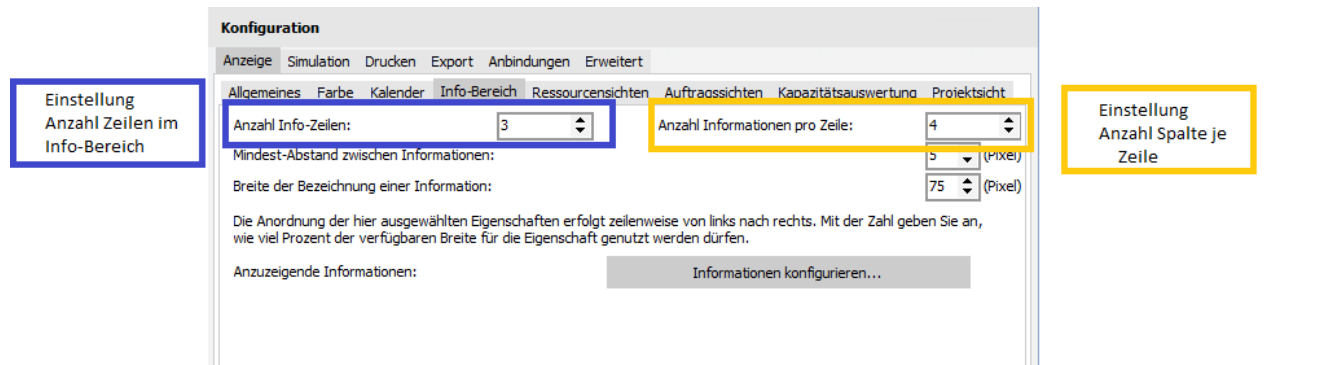 Konfiguration
Anzeige Simulation Drucken Export Anbindungen Erweitert
Allgemeines Farbe Kalender Info-Bereich Ressourcensichten Auftragssichten Kapazitätsauswertung Projektsicht
Einstellung
Anzahl Zeilen im
Info-Bereich
Anzahl Info-Zeilen: 3 Anzahl Informationen pro Zeile: 4
Einstellung
Anzahl Spalte je
Zeile
Mindest-Abstand zwischen Informationen: 5 (Pixel)
Breite der Bezeichnung einer Information: 75 (Pixel)
Die Anordnung der hier ausgewählten Eigenschaften erfolgt zeilenweise von links nach rechts. Mit der Zahl geben Sie an,
wie viel Prozent der verfügbaren Breite für die Eigenschaft genutzt werden dürfen.
Anzuzeigende Informationen: Informationen konfigurieren...